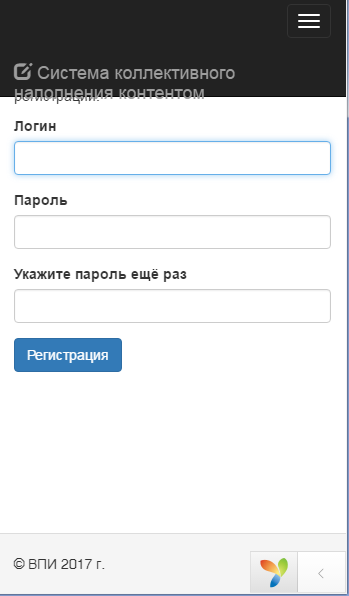 Система коллективного
наполнения контентом
регистрации.
Логин
Пароль
Укажите пароль ещё раз
Регистрация
© ВПИ 2017 г.